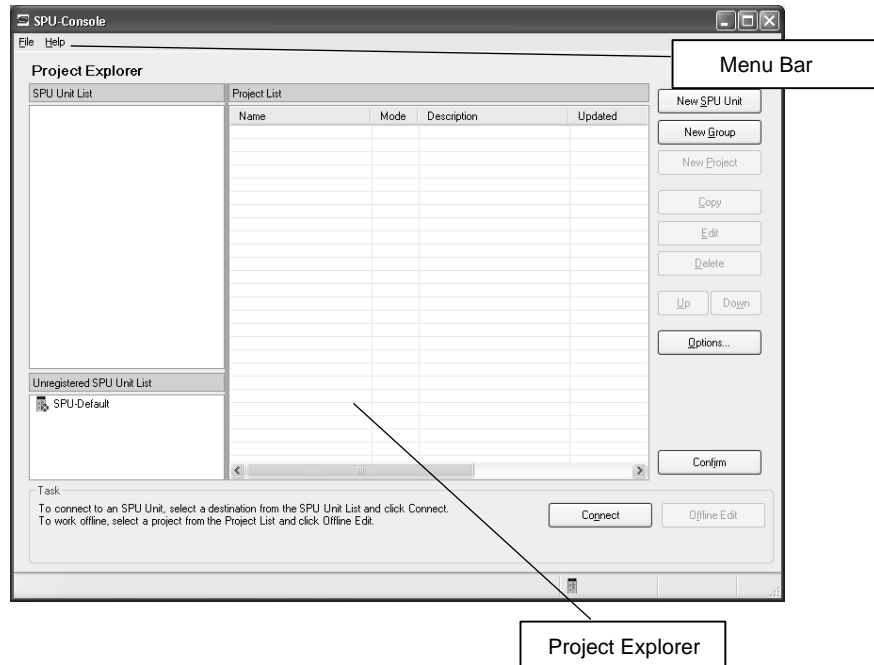 SPU-Console
File Help
Menu Bar
Project Explorer
SPU Unit List
Project List
Name Mode Description Updated
New SPU Unit
New Group
New Project
Copy
Edit
Delete
Up Down
Options...
Unregistered SPU Unit List
SPU-Default
Confirm
Task
To connect to an SPU Unit, select a destination from the SPU Unit List and click Connect.
To work offline, select a project from the Project List and click Offline Edit.
Connect
Offline Edit
Project Explorer